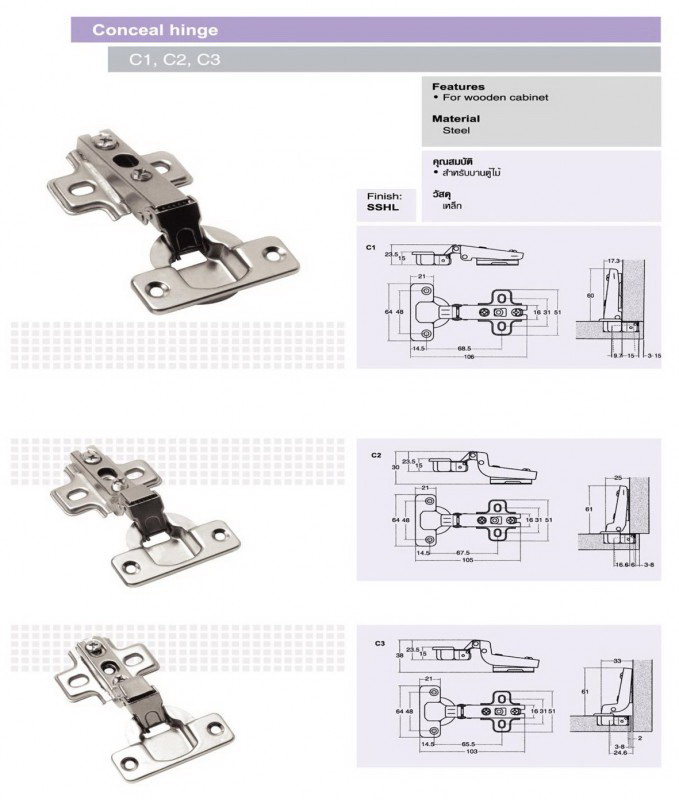 Conceal hinge
C1, C2, C3
Features
• For wooden cabinet
Material
Steel
คุณสมบัติ
• สำหรับบานตู้ไม้
วัสดุ
เหล็ก
Finish:
SSHL
C1
23.5
15
17.3
21
60
64 48
16 31 51
14.5
68.5
106
9.7
15
3-15
C2
23.5
30
15
25
21
61
64 48
16 31 51
14.5
67.5
105
16.6
6
3-8
C3
23.5
38
15
33
21
61
64 48
16 31 51
14.5
65.5
103
2
3-8
24.6